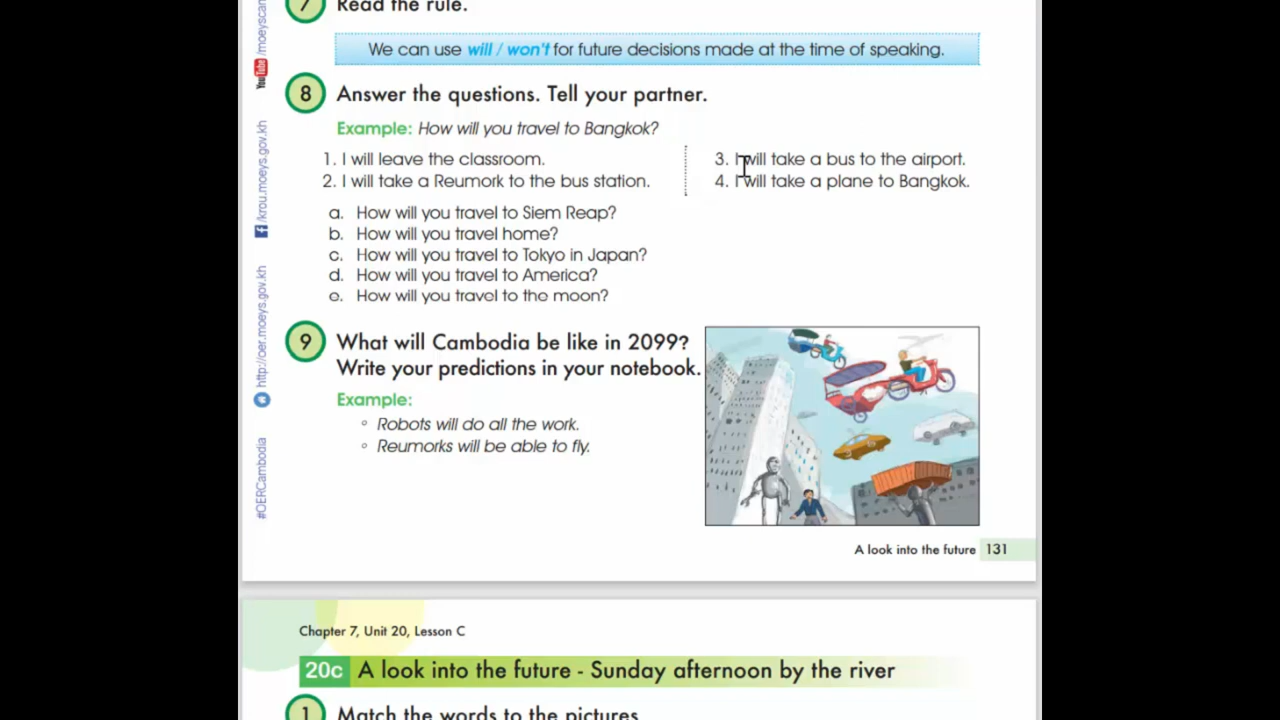 7 Read the rule.
We can use will / won't for future decisions made at the time of speaking.
8 Answer the questions. Tell your partner.
Example: How will you travel to Bangkok?
1. I will leave the classroom.
2. I will take a Reumork to the bus station.
3. I will take a bus to the airport.
4. I will take a plane to Bangkok.
a. How will you travel to Siem Reap?
b. How will you travel home?
c. How will you travel to Tokyo in Japan?
d. How will you travel to America?
e. How will you travel to the moon?
9 What will Cambodia be like in 2099?
Write your predictions in your notebook.
Example:
° Robots will do all the work.
° Reumorks will be able to fly.
A look into the future 131
#OERCambodia
http://oer.moeys.gov.kh
f /krou.moeys.gov.kh
YouTube /moeyscam
Chapter 7, Unit 20, Lesson C
20c A look into the future - Sunday afternoon by the river
1 Match the words to the pictures